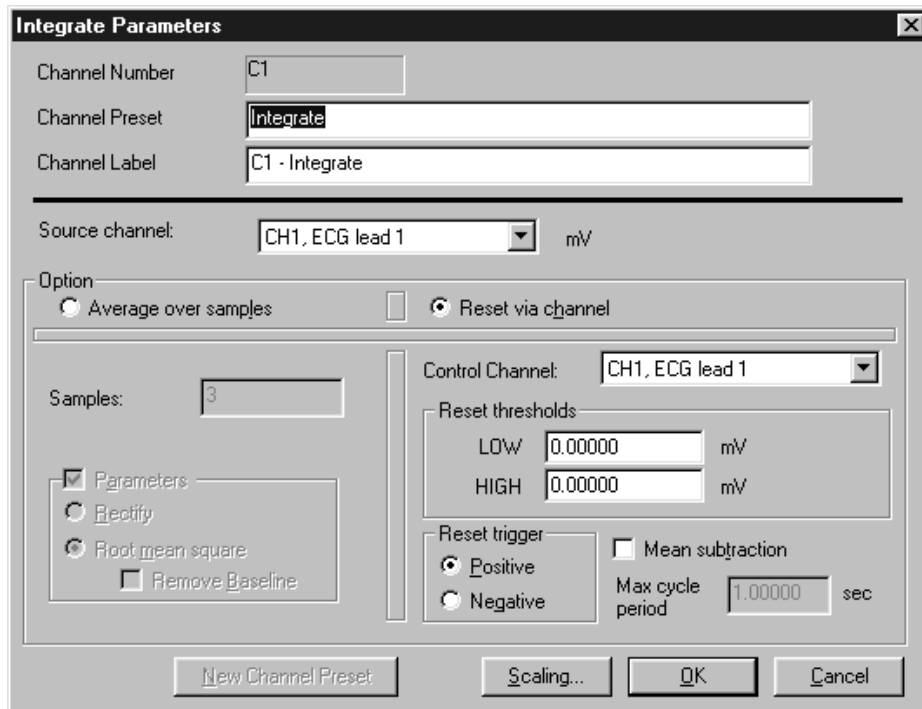 Integrate Parameters
Channel Number C1
Channel Preset Integrate
Channel Label C1 - Integrate
Source channel: CH1, ECG lead 1 mV
Option
Average over samples Reset via channel
Control Channel: CH1, ECG lead 1
Samples: 3
Reset thresholds
LOW 0.00000 mV
HIGH 0.00000 mV
Parameters
Rectify
Root mean square
Remove Baseline
Reset trigger
Positive
Negative
Mean subtraction
Max cycle
period 1.00000 sec
New Channel Preset Scaling... OK Cancel